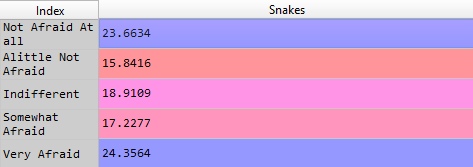 Index Snakes
Not Afraid At
all 23.6634
Alittle Not
Afraid 15.8416
Indifferent 18.9109
Somewhat
Afraid 17.2277
Very Afraid 24.3564